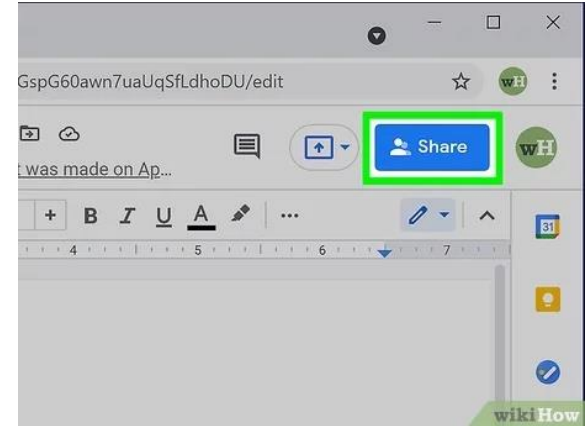 GspG60awn7uaUqSfLdhoDU/edit
wH
Share
wH
t was made on Ap...
+ B I U A ...
31
4 5 6 7
wikiHow